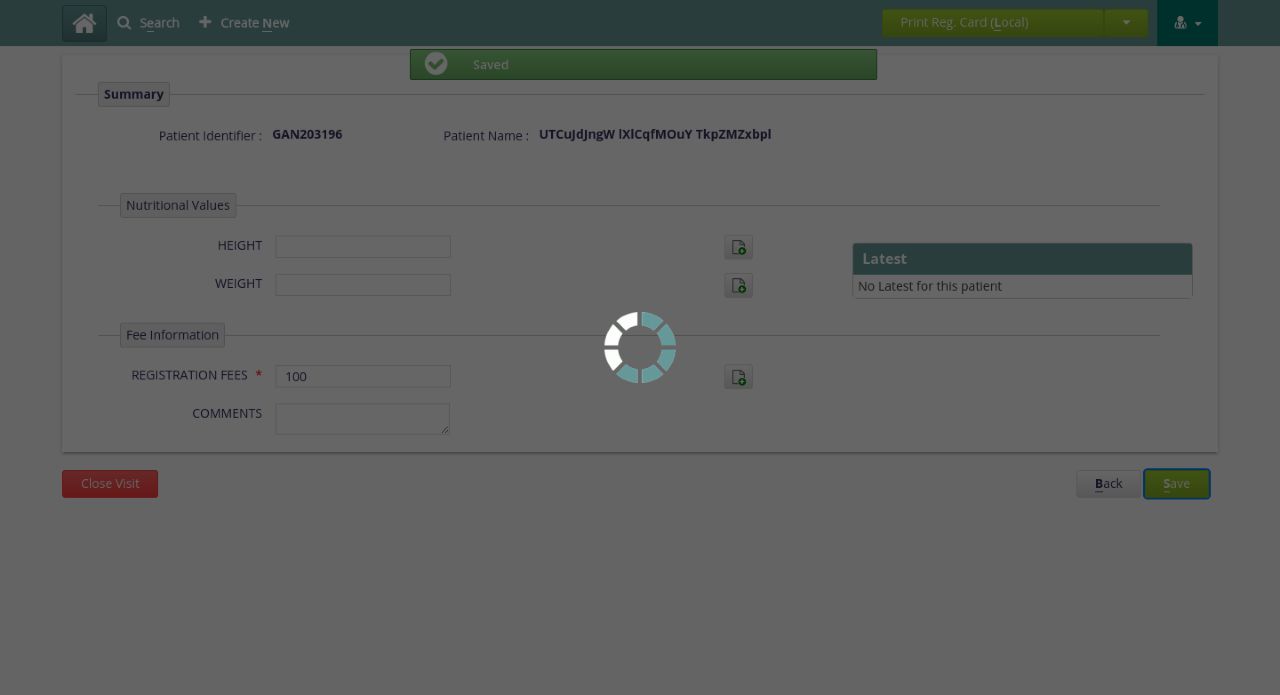 Search Create New Print Reg. Card (Local)
Saved
Summary
Patient Identifier : GAN203196 Patient Name : UTCuJdJngW lXlCqfMOuY TkpZMZxbpl
Nutritional Values
HEIGHT
Latest
WEIGHT
No Latest for this patient
Fee Information
REGISTRATION FEES * 100
COMMENTS
Close Visit Back Save